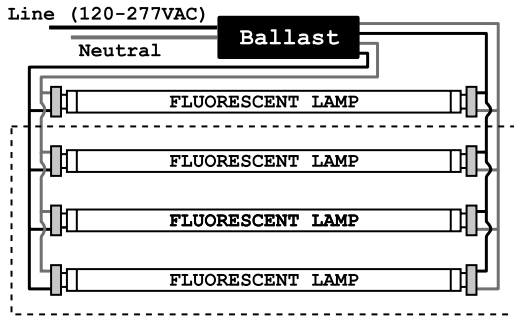 Line (120-277VAC)
Ballast
Neutral
FLUORESCENT LAMP
FLUORESCENT LAMP
FLUORESCENT LAMP
FLUORESCENT LAMP